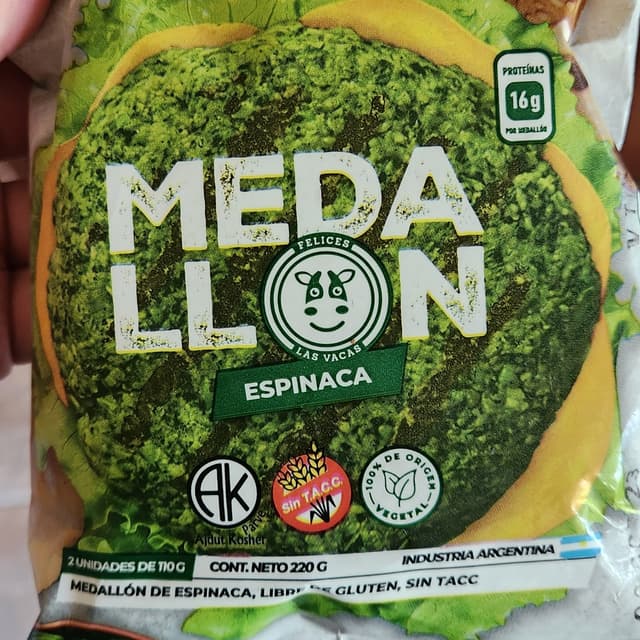 PROTEÍNAS
16g
POR MEDALLÓN
MEDA
LLON
FELICES
LAS VACAS
ESPINACA
AK
Parve
Ajdut Kosher
Sin T.A.C.C.
100% DE ORIGEN
VEGETAL
2 UNIDADES DE 110 G
CONT. NETO 220 G
INDUSTRIA ARGENTINA
MEDALLÓN DE ESPINACA, LIBRE DE GLUTEN, SIN TACC